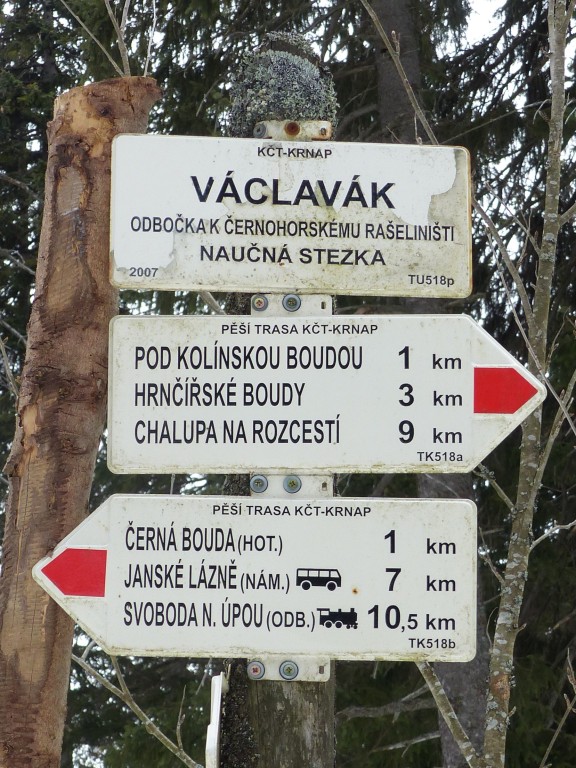 KČT-KRNAP
VÁCLAVÁK
ODBOČKA K ČERNOHORSKÉMU RAŠELINIŠTI
NAUČNÁ STEZKA
2007 TU518p
PĚŠÍ TRASA KČT-KRNAP
POD KOLÍNSKOU BOUDOU 1 km
HRNČÍŘSKÉ BOUDY 3 km
CHALUPA NA ROZCESTÍ 9 km
TK518a
PĚŠÍ TRASA KČT-KRNAP
ČERNÁ BOUDA (HOT.) 1 km
JANSKÉ LÁZNĚ (NÁM.) 7 km
SVOBODA N. ÚPOU (ODB.) 10,5 km
TK518b